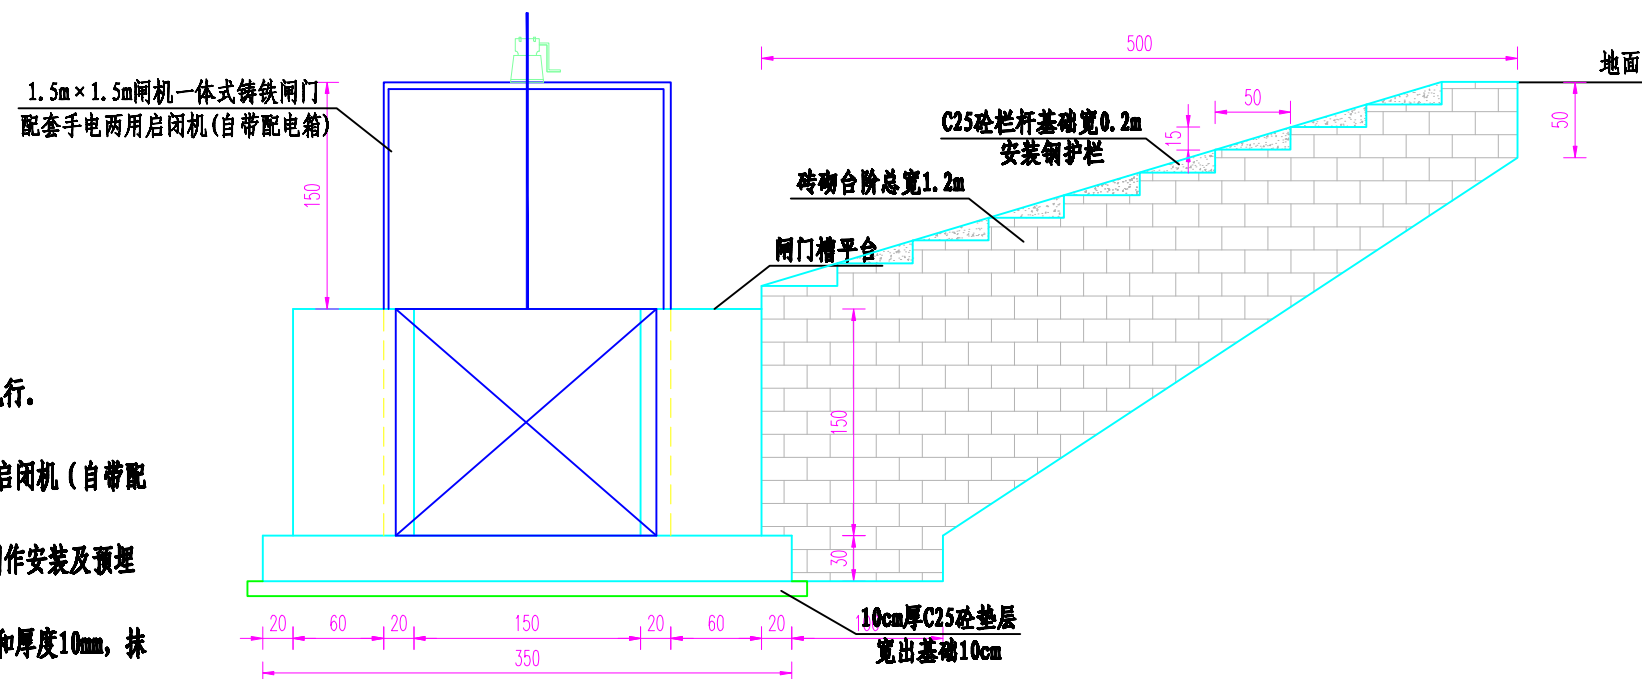 500
地面
1.5m×1.5m闸机一体式铸铁闸门
配套手电两用启闭机(自带配电箱)
50
C25砼栏杆基础宽0.2m
安装钢护栏
15
50
砖砌台阶总宽1.2m
150
闸门槽平台
行.
150
启闭机（自带配
作安装及预埋
30
10cm厚C25砼垫层
宽出基础10cm
20 60 20 150 20 60 20 100
和厚度10mm，抹
350